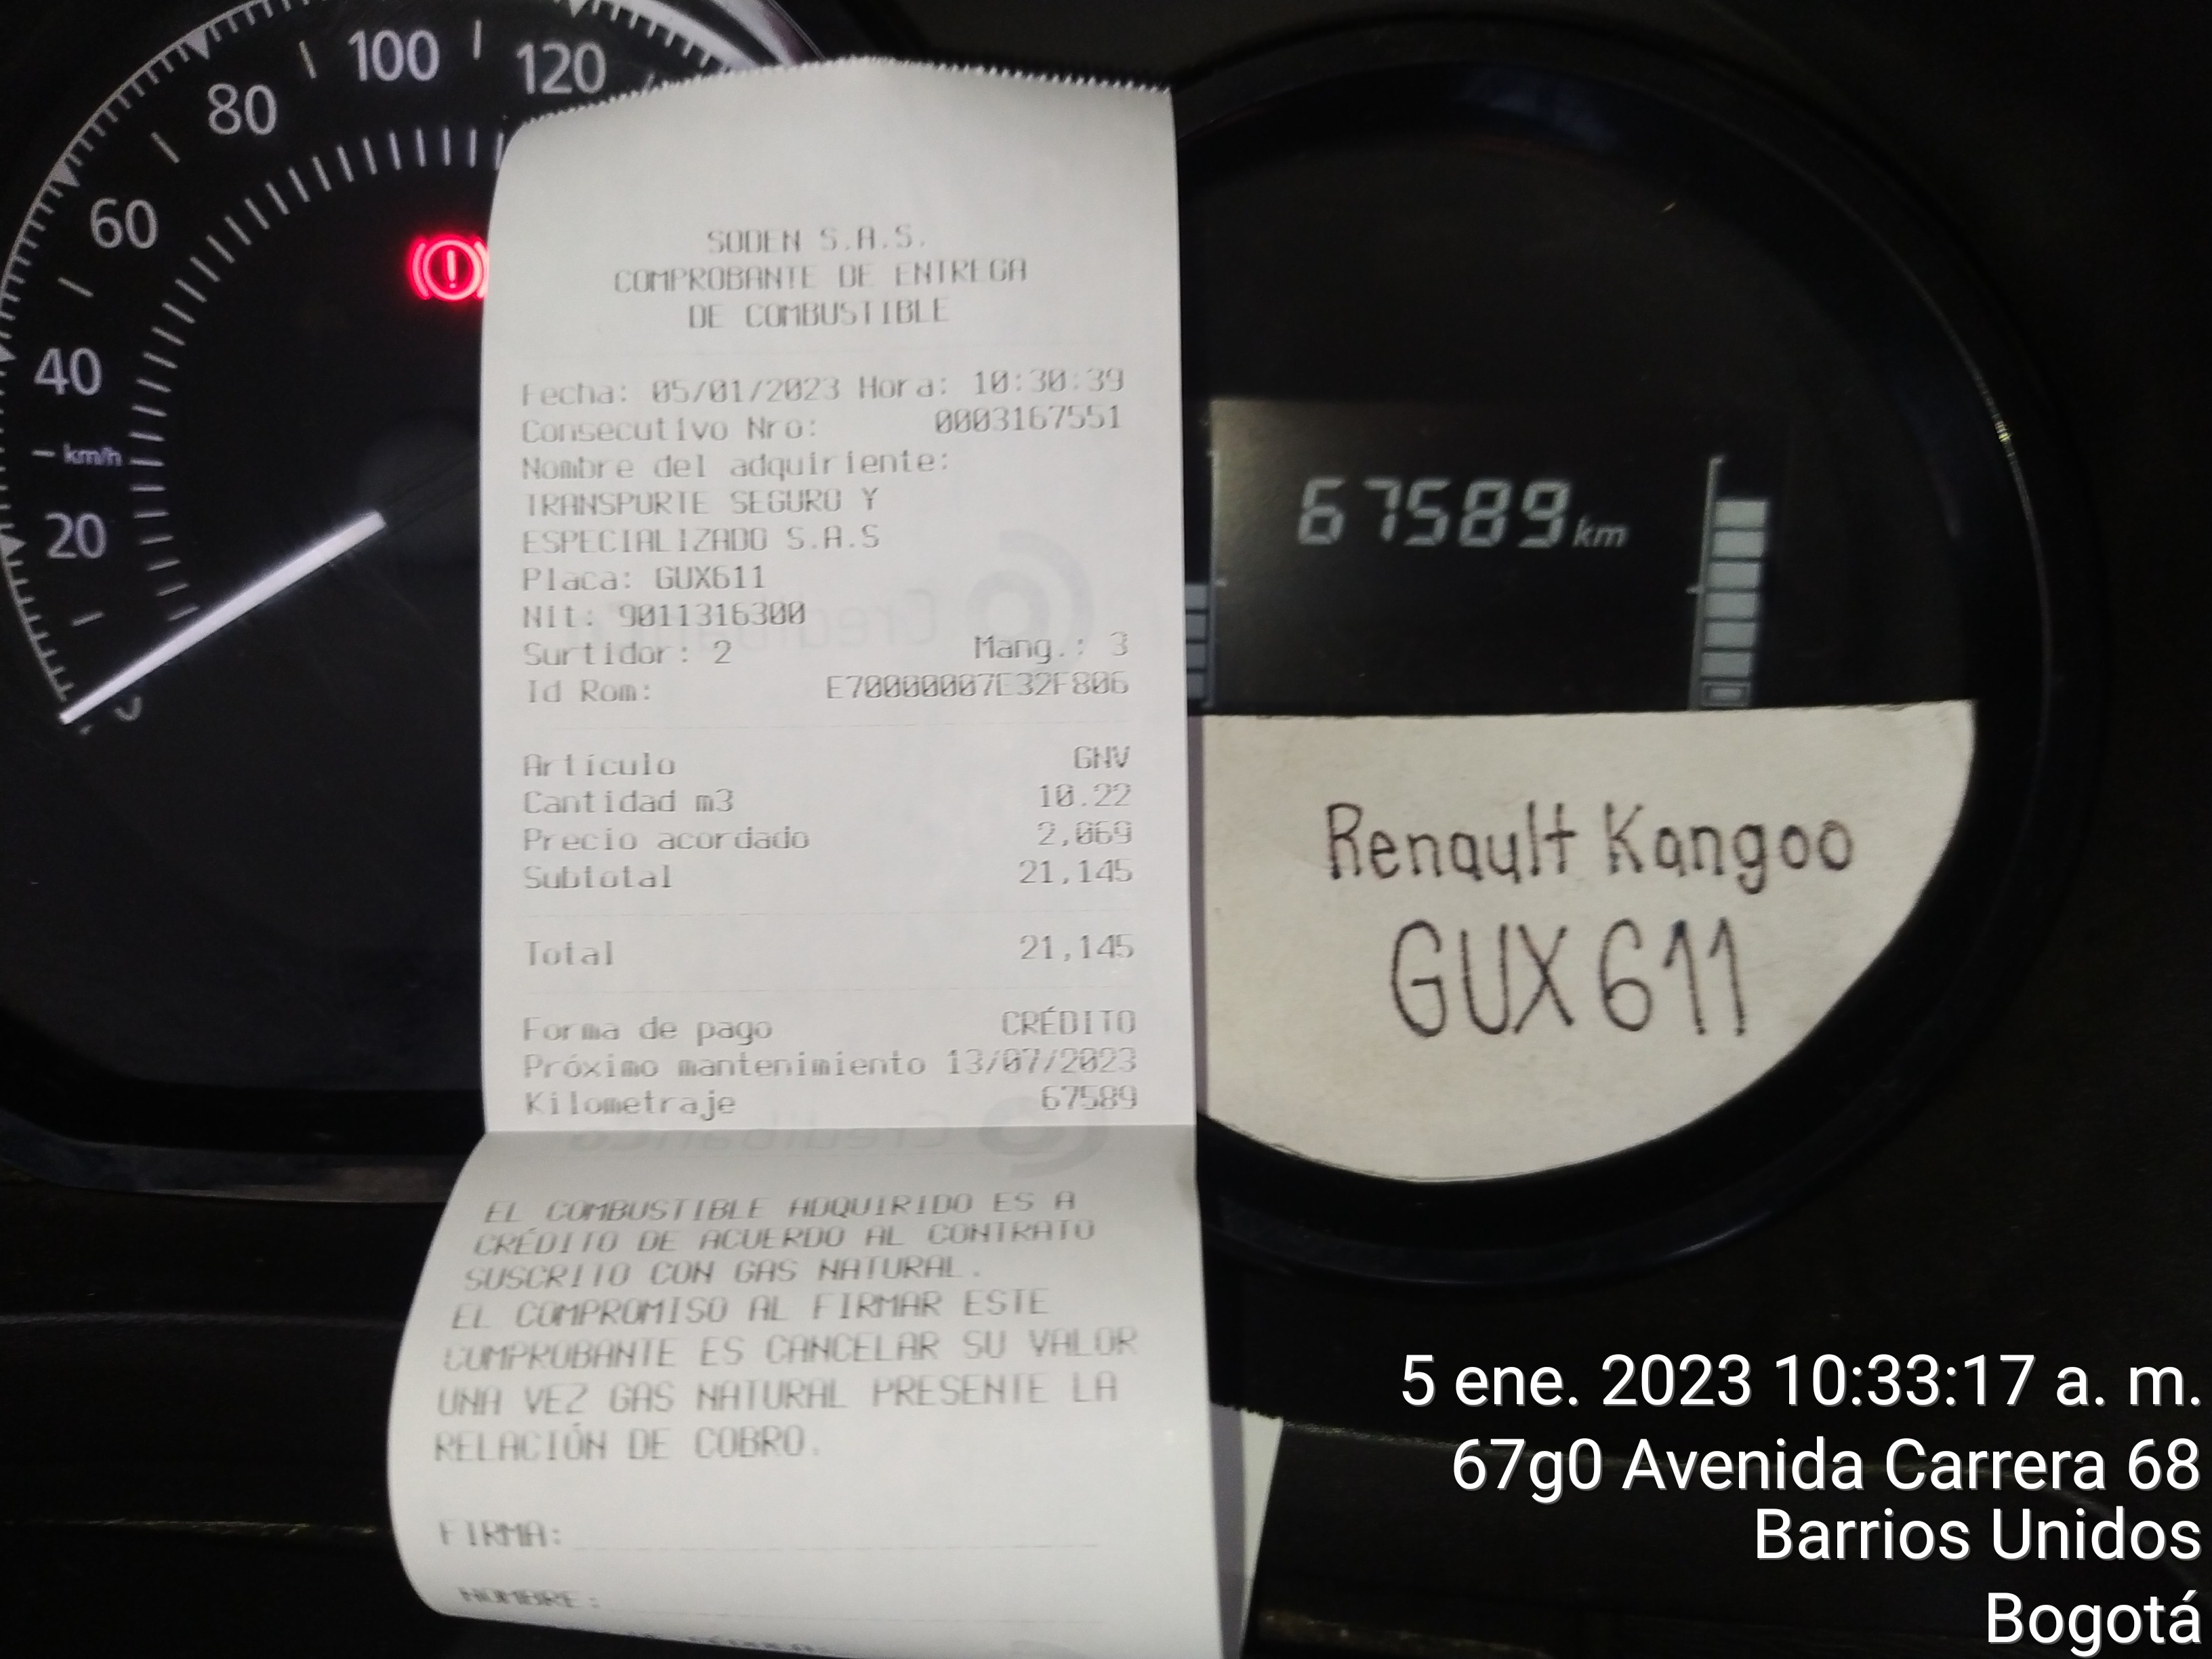 100
120
80
60
40
km/h
20
SODEN S.A.S.
COMPROBANTE DE ENTREGA
DE COMBUSTIBLE
Fecha: 05/01/2023 Hora: 10:30:39
Consecutivo Nro: 0003167551
Nombre del adquiriente:
TRANSPORTE SEGURO Y
ESPECIALIZADO S.A.S
Placa: GUX611
Nit: 9011316300
Surtidor: 2 Mang.: 3
Id Rom: E70000007E32F806
Artículo GNV
Cantidad m3 10.22
Precio acordado 2,069
Subtotal 21,145
Total 21,145
Forma de pago CRÉDITO
Próximo mantenimiento 13/07/2023
Kilometraje 67589
EL COMBUSTIBLE ADQUIRIDO ES A
CRÉDITO DE ACUERDO AL CONTRATO
SUSCRITO CON GAS NATURAL.
EL COMPROMISO AL FIRMAR ESTE
COMPROBANTE ES CANCELAR SU VALOR
UNA VEZ GAS NATURAL PRESENTE LA
RELACIÓN DE COBRO.
FIRMA:
NOMBRE:
67589 km
Renault Kangoo
GUX611
5 ene. 2023 10:33:17 a. m.
67g0 Avenida Carrera 68
Barrios Unidos
Bogotá